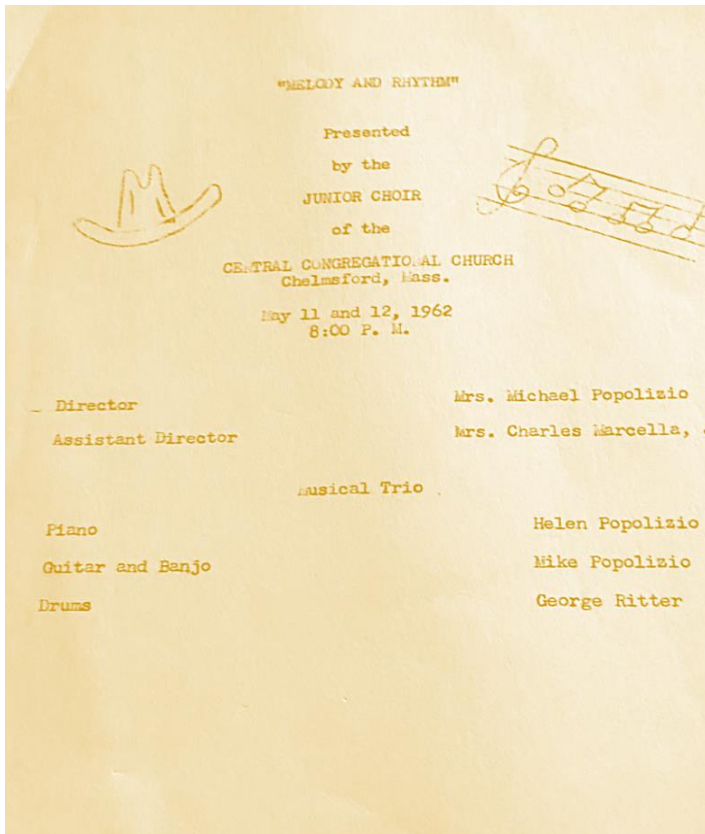 "MELODY AND RHYTHM"
Presented
by the
JUNIOR CHOIR
of the
CENTRAL CONGREGATIONAL CHURCH
Chelmsford, Mass.
May 11 and 12, 1962
8:00 P. M.
Director Mrs. Michael Popolizio
Assistant Director Mrs. Charles Marcella,
Musical Trio
Piano Helen Popolizio
Guitar and Banjo Mike Popolizio
Drums George Ritter